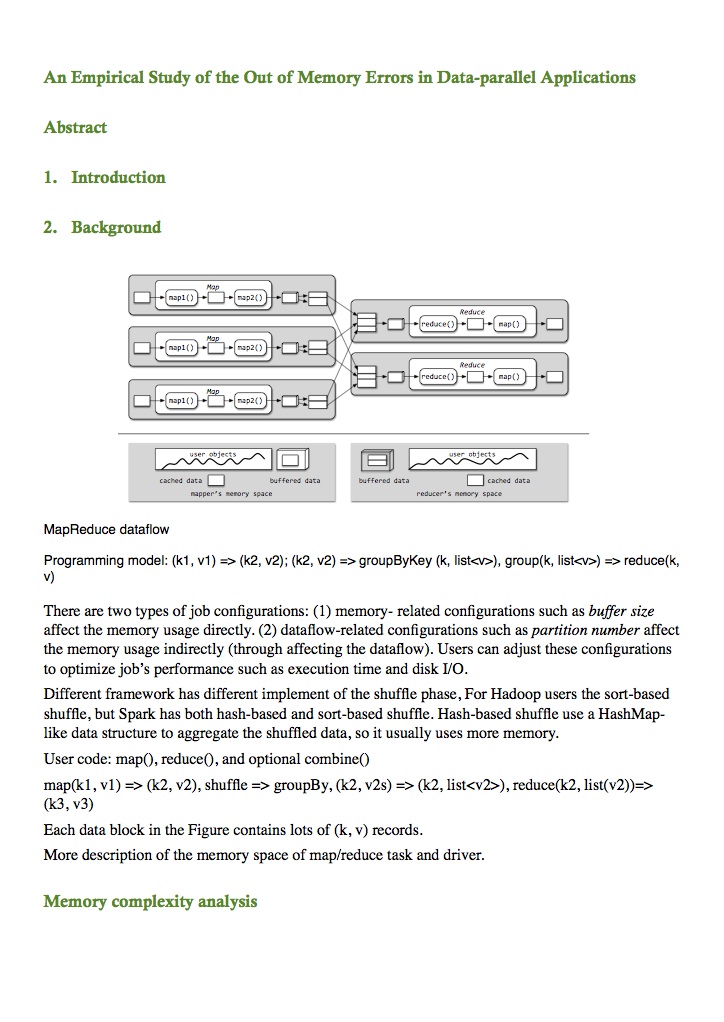 An Empirical Study of the Out of Memory Errors in Data-parallel Applications
Abstract
1. Introduction
2. Background
Map
map1() map2()
Map
map1() map2()
Map
map1() map2()
Reduce
reduce() map()
Reduce
reduce() map()
user objects
cached data buffered data
mapper's memory space
user objects
buffered data cached data
reducer's memory space
MapReduce dataflow
Programming model: (k1, v1) => (k2, v2); (k2, v2) => groupByKey (k, list<v>), group(k, list<v>) => reduce(k,
v)
There are two types of job configurations: (1) memory- related configurations such as buffer size
affect the memory usage directly. (2) dataflow-related configurations such as partition number affect
the memory usage indirectly (through affecting the dataflow). Users can adjust these configurations
to optimize job's performance such as execution time and disk I/O.
Different framework has different implement of the shuffle phase, For Hadoop users the sort-based
shuffle, but Spark has both hash-based and sort-based shuffle. Hash-based shuffle use a HashMap-
like data structure to aggregate the shuffled data, so it usually uses more memory.
User code: map(), reduce(), and optional combine()
map(k1, v1) => (k2, v2), shuffle => groupBy, (k2, v2s) => (k2, list<v2>), reduce(k2, list(v2))=>
(k3, v3)
Each data block in the Figure contains lots of (k, v) records.
More description of the memory space of map/reduce task and driver.
Memory complexity analysis